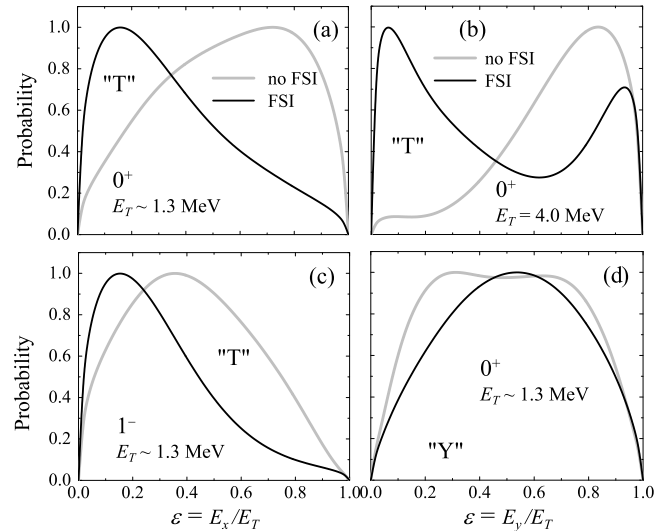 (a)
1.0
0.8
0.6
0.4
0.2
0.0
Probability
"T"
no FSI
FSI
0⁺
E_T ~ 1.3 MeV
(b)
no FSI
FSI
"T"
0⁺
E_T = 4.0 MeV
(c)
1.0
0.8
0.6
0.4
0.2
0.0
Probability
"T"
1⁻
E_T ~ 1.3 MeV
0.0 0.2 0.4 0.6 0.8 1.0
ε = E_x/E_T
(d)
0⁺
E_T ~ 1.3 MeV
"Y"
0.0 0.2 0.4 0.6 0.8 1.0
ε = E_y/E_T